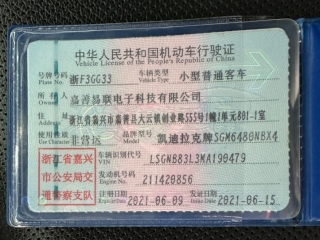 中华人民共和国机动车行驶证
Vehicle License of the People's Republic of China
号牌号码 浙F3GG33 车辆类型 小型普通客车
Plate No. Vehicle Type
所有人 嘉善骆联电子科技有限公司
Owner
住址 浙江省嘉兴市嘉善县大云镇创业路555号1幢1单元801-1室
Address
使用性质 非营运 品牌型号 凯迪拉克牌SGM6480NBX4
Use Character Model
浙江省嘉兴
市公安局交
通警察支队
车辆识别代号 LSGNB83L3MA190479
VIN
发动机号码 211420856
Engine No.
注册日期 2021-06-09 发证日期 2021-06-15
Register Date Issue Date